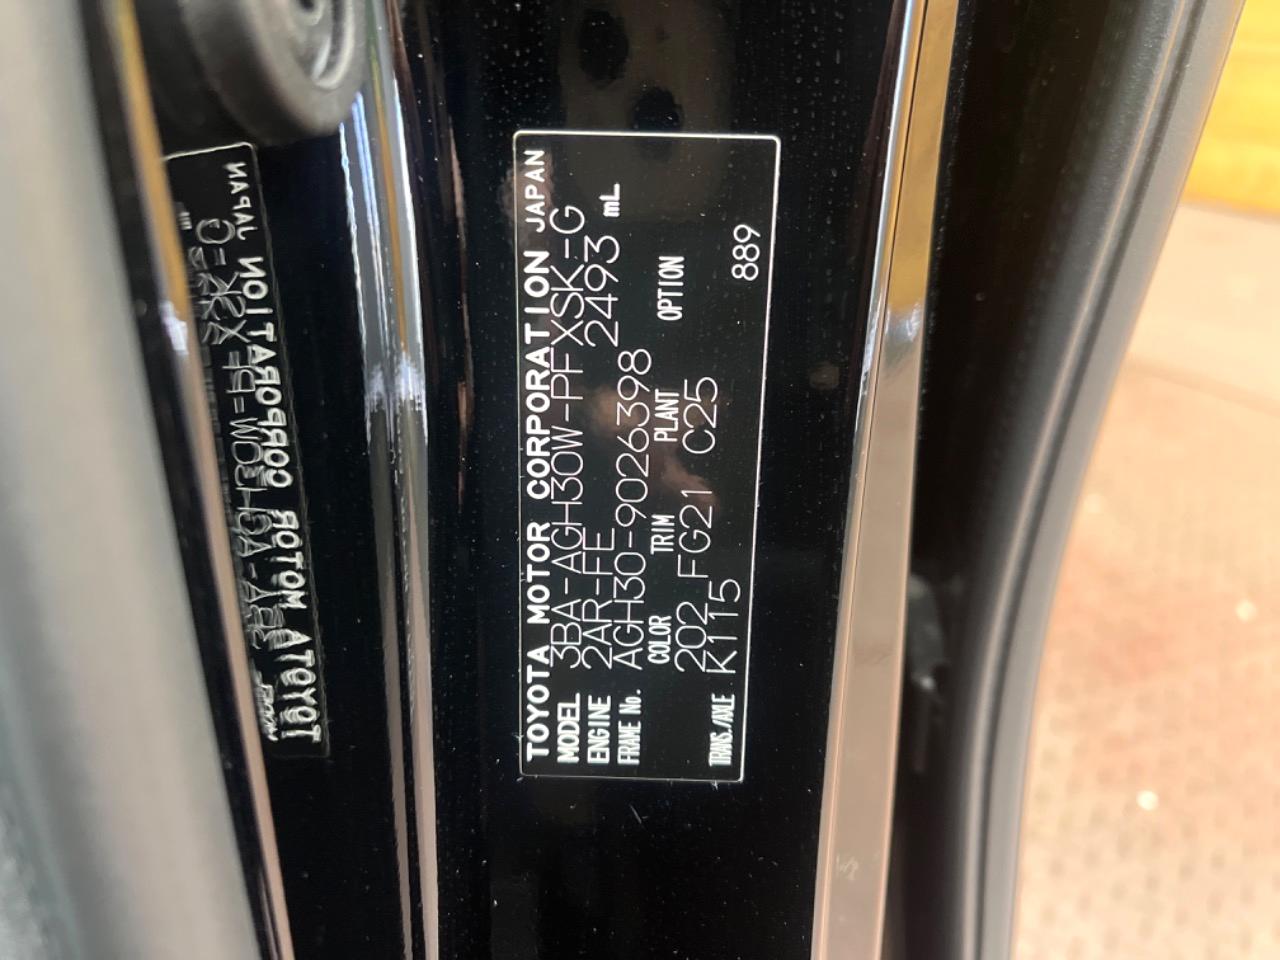 TOYOTA MOTOR CORPORATION JAPAN
MODEL 3BA-AGH30W-PFXSK-G
ENGINE 2AR-FE 2493 mL
FRAME No. AGH30-9026398
COLOR TRIM PLANT OPTION
202 FG21 C25
TRANS./AXLE K115 889